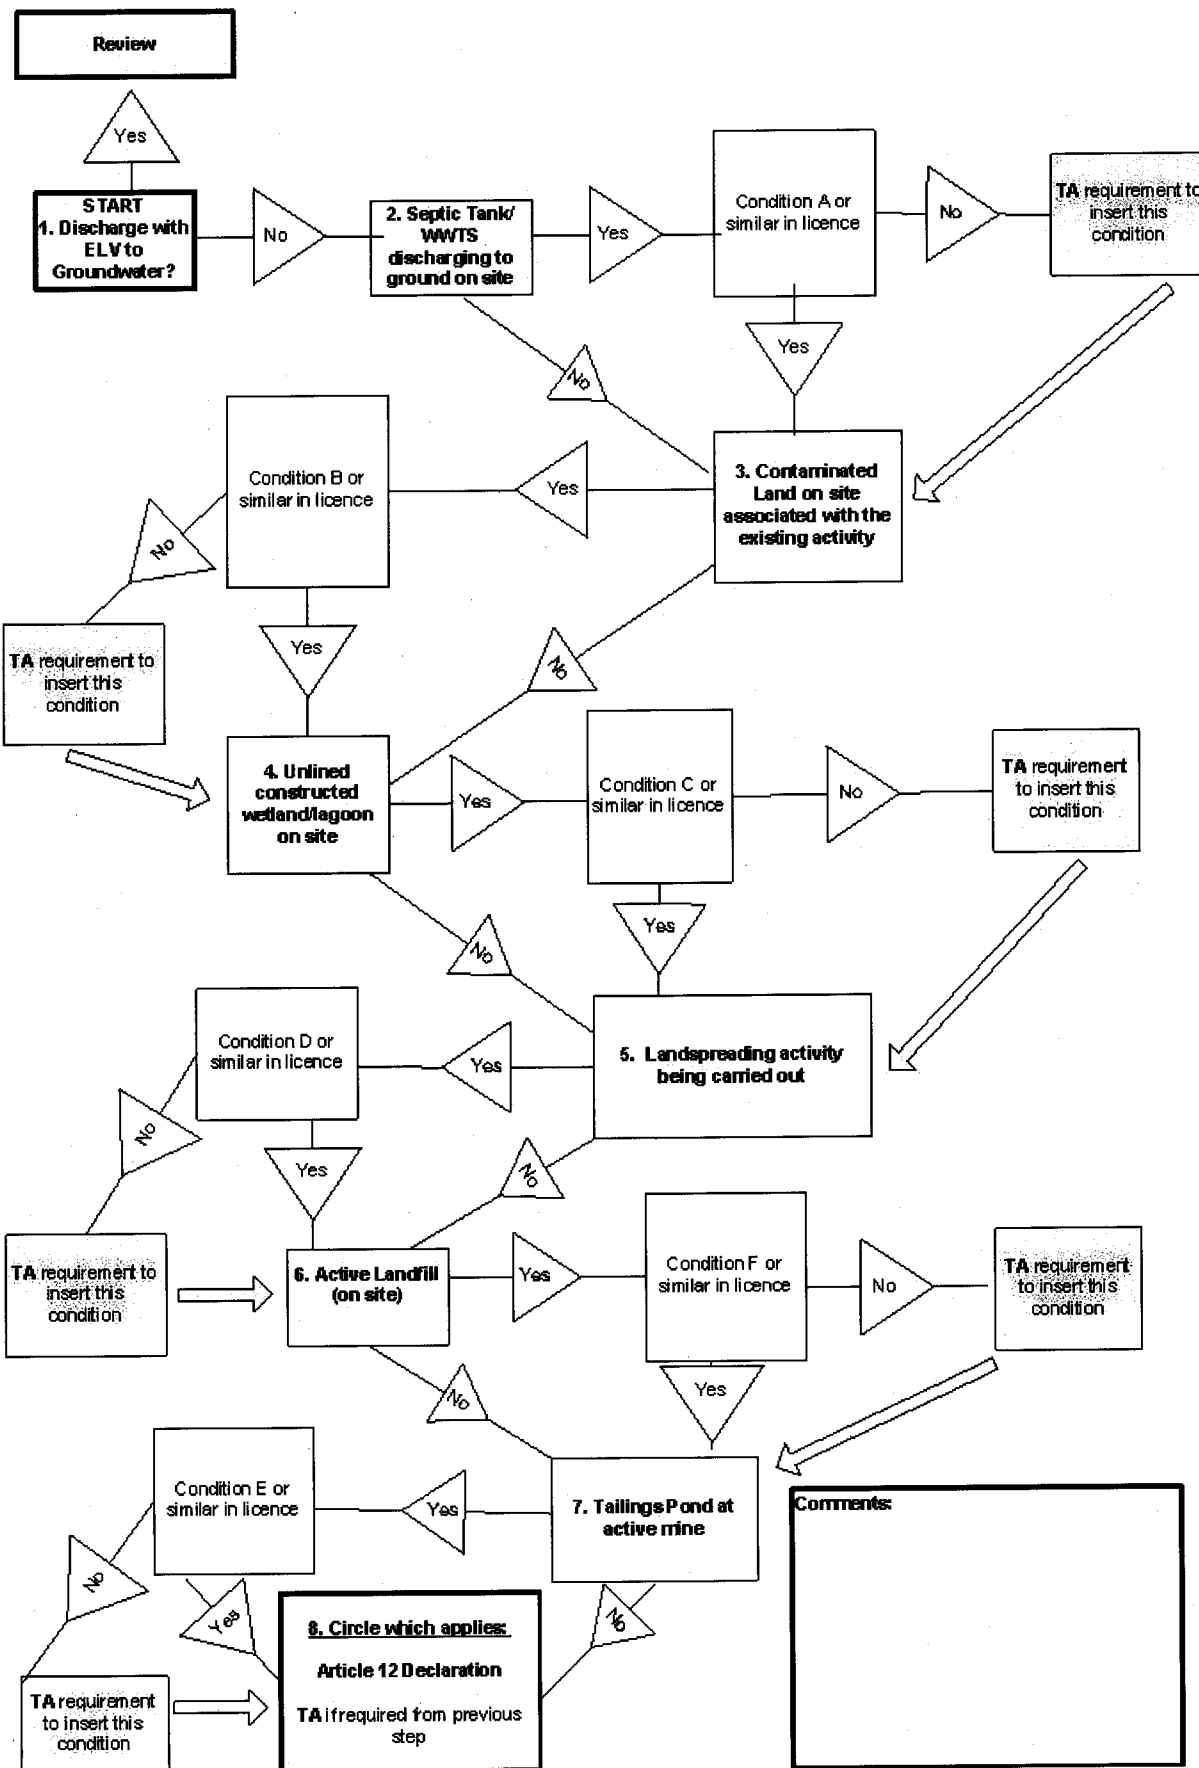 Review
Yes
START
1. Discharge with
ELV to
Groundwater?
No
2. Septic Tank/
WWTS
discharging to
ground on site
Yes
Condition A or
similar in licence
No
TA requirement to
insert this
condition
Yes
No
3. Contaminated
Land on site
associated with the
existing activity
Yes
Condition B or
similar in licence
No
TA requirement to
insert this
condition
Yes
No
4. Unlined
constructed
wetland/lagoon
on site
Yes
Condition C or
similar in licence
No
TA requirement
to insert this
condition
Yes
No
5. Landspreading activity
being carried out
Yes
Condition D or
similar in licence
No
TA requirement to
insert this
condition
Yes
No
6. Active Landfill
(on site)
Yes
Condition F or
similar in licence
No
TA requirement
to insert this
condition
Yes
No
7. Tailings Pond at
active mine
Yes
Condition E or
similar in licence
No
TA requirement
to insert this
condition
Yes
No
8. Circle which applies:
Article 12 Declaration
TA if required from previous
step
Comments: